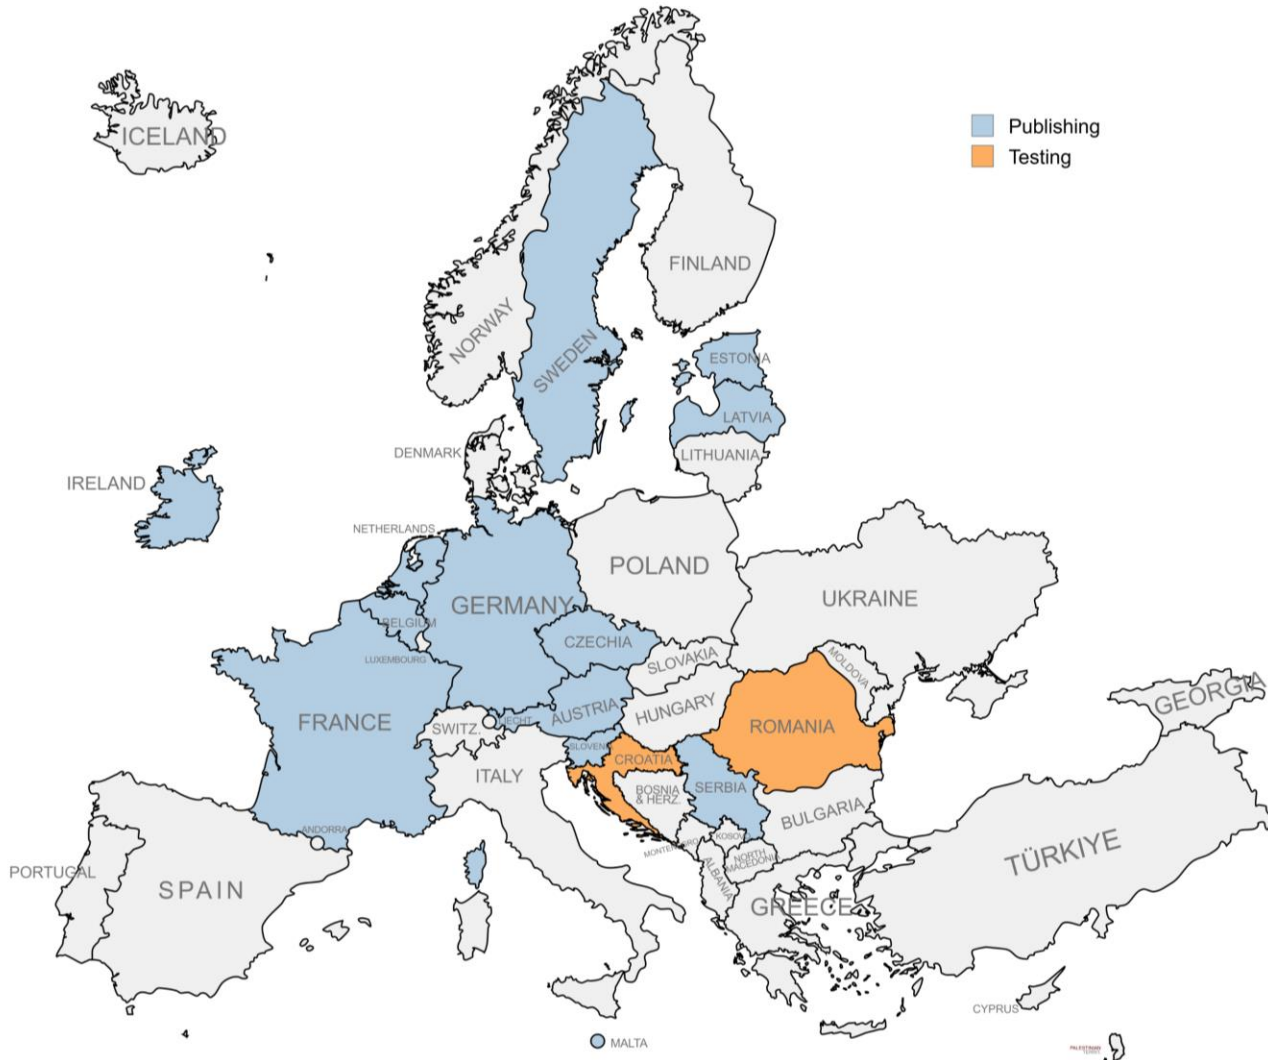 ICELAND
Publishing
Testing
FINLAND
NORWAY
SWEDEN
ESTONIA
LATVIA
LITHUANIA
DENMARK
IRELAND
NETHERLANDS
POLAND
GERMANY
UKRAINE
BELGIUM
CZECHIA
LUXEMBOURG
SLOVAKIA
MOLDOVA
GEORGIA
FRANCE
LIECHT.
AUSTRIA
HUNGARY
SWITZ.
ROMANIA
SLOVENIA
CROATIA
ITALY
SERBIA
BOSNIA
& HERZ.
BULGARIA
ANDORRA
KOSOVO
MONTENEGRO
TÜRKIYE
NORTH
MACEDONIA
PORTUGAL
SPAIN
ALBANIA
GREECE
CYPRUS
MALTA